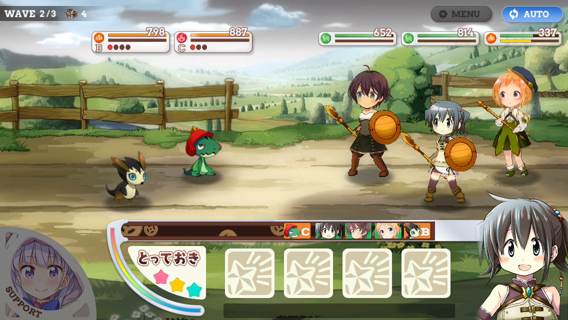 WAVE 2/3 4
MENU
AUTO
798
B
887
C
652
814
337
C
B
とっておき
SUPPORT